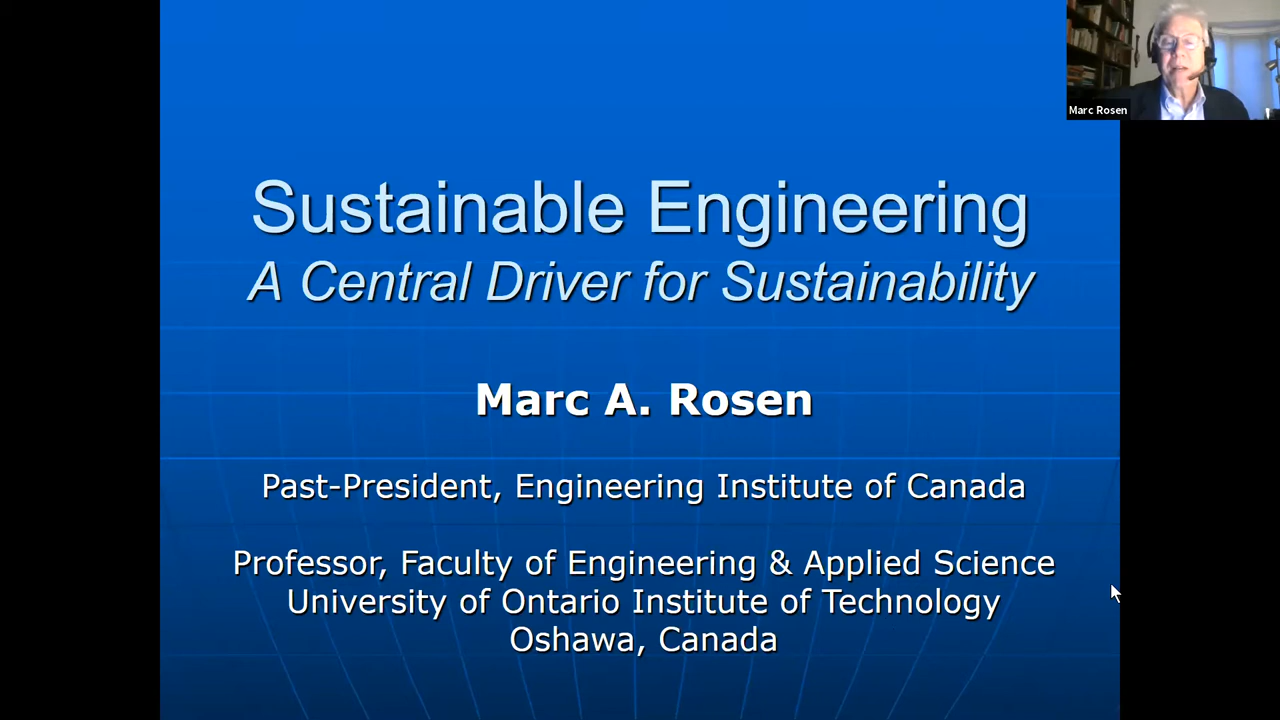 Marc Rosen
Sustainable Engineering
A Central Driver for Sustainability
Marc A. Rosen
Past-President, Engineering Institute of Canada
Professor, Faculty of Engineering & Applied Science
University of Ontario Institute of Technology
Oshawa, Canada